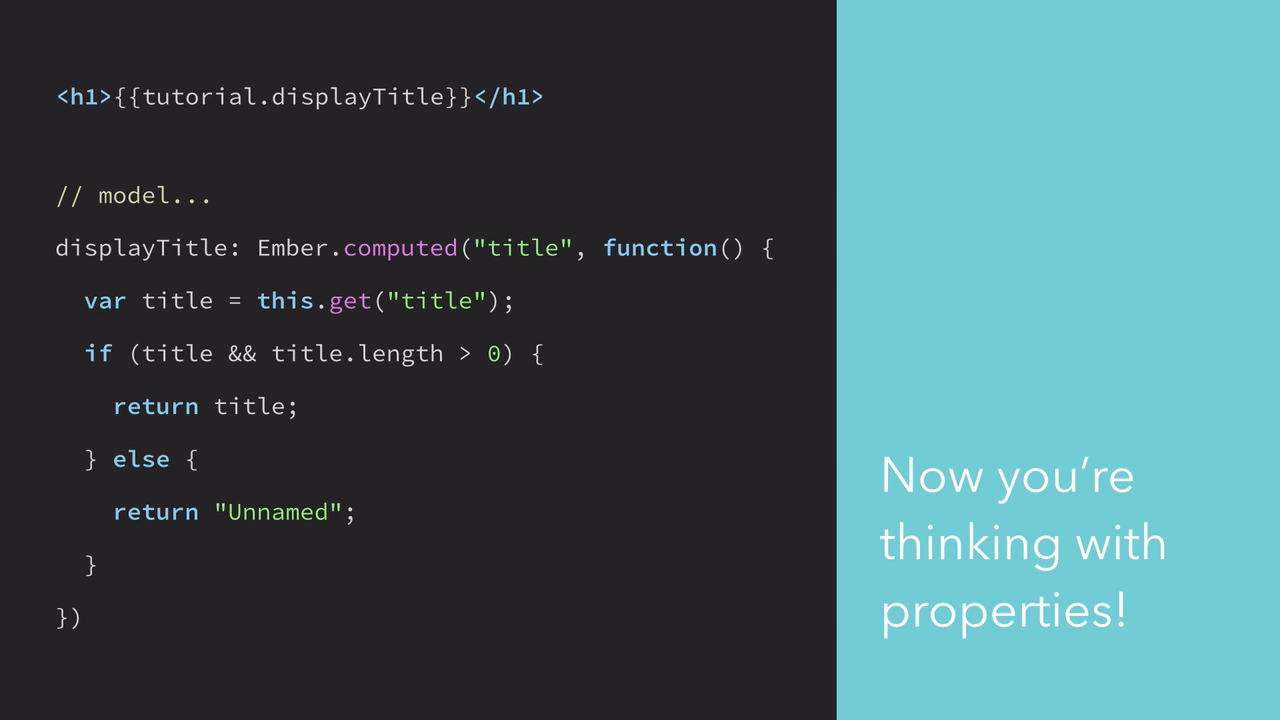 <h1>{{tutorial.displayTitle}}</h1>
// model...
displayTitle: Ember.computed("title", function() {
  var title = this.get("title");
  if (title && title.length > 0) {
    return title;
  } else {
    return "Unnamed";
  }
})
Now you’re
thinking with
properties!